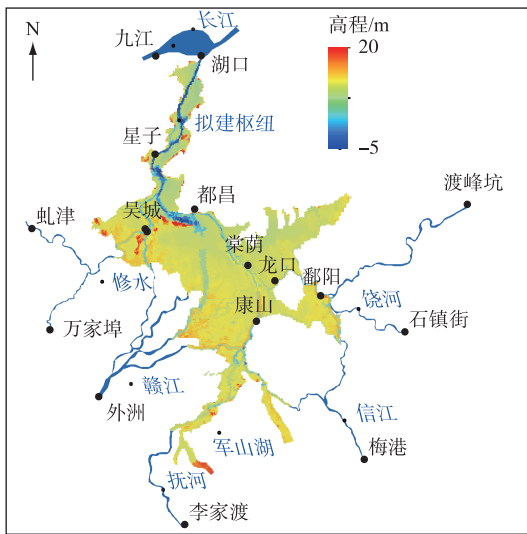 长江
高程/m
九江
N
20
湖口
拟建枢纽
星子
-5
渡峰坑
都昌
吴城
虬津
棠荫
龙口
鄱阳
修水
饶河
康山
万家埠
石镇街
赣江
外洲
信江
军山湖
梅港
抚河
李家渡